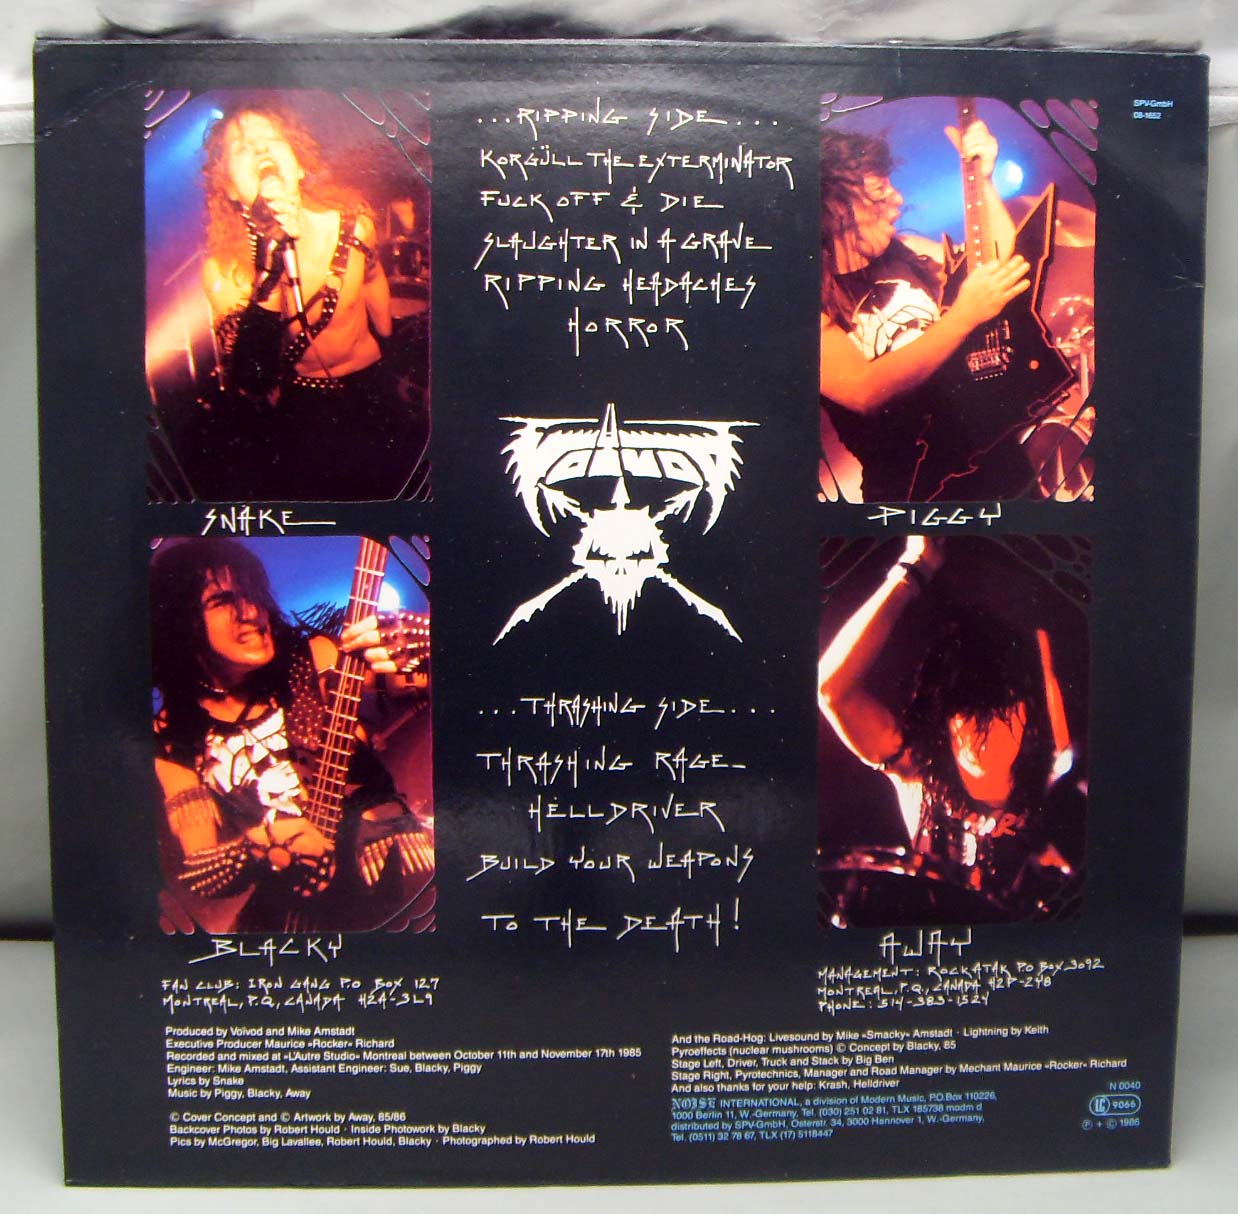 SPV-GmbH
08-1652
...RIPPING SIDE...
KORGÜLL THE EXTERMINATOR
FUCK OFF & DIE
SLAUGHTER IN A GRAVE
RIPPING HEADACHES
HORROR
VOIVOD
SNAKE
PIGGY
...THRASHING SIDE...
THRASHING RAGE
HELLDRIVER
BUILD YOUR WEAPONS
TO THE DEATH!
BLACKY
AWAY
FAN CLUB: IRON GANG P.O BOX 127
MONTREAL, P.Q, CANADA H2A-3L9
MANAGEMENT: ROCKATAK P.O BOX 3092
MONTREAL, P.Q., CANADA H2P-2V8
PHONE: 514-383-1524
Produced by Voivod and Mike Amstadt
Executive Producer Maurice »Rocker« Richard
Recorded and mixed at »L'Autre Studio« Montreal between October 11th and November 17th 1985
Engineer: Mike Amstadt, Assistant Engineer: Sue, Blacky, Piggy
Lyrics by Snake
Music by Piggy, Blacky, Away
© Cover Concept and © Artwork by Away, 85/86
Backcover Photos by Robert Hould · Inside Photowork by Blacky
Pics by McGregor, Big Lavallee, Robert Hould, Blacky · Photographed by Robert Hould
And the Road-Hog: Livesound by Mike »Smacky« Amstadt · Lightning by Keith
Pyroeffects (nuclear mushrooms) © Concept by Blacky, 85
Stage Left, Driver, Truck and Stack by Big Ben
Stage Right, Pyrotechnics, Manager and Road Manager by Mechant Maurice »Rocker« Richard
And also thanks for your help: Krash, Helldriver
NOISE INTERNATIONAL, a division of Modern Music, P.O.Box 110226,
1000 Berlin 11, W.-Germany, Tel. (030) 251 02 81, TLX 185738 modm d
distributed by SPV-GmbH, Osterstr. 34, 3000 Hannover 1, W.-Germany,
Tel. (0511) 32 78 67, TLX (17) 5118447
N 0040
LC 9066
Ⓟ + © 1986